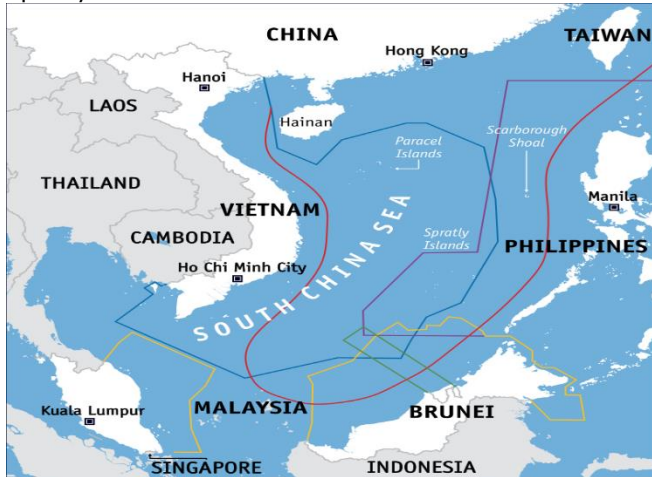 CHINA
TAIWAN
Hong Kong
Hanoi
LAOS
Hainan
Paracel
Islands
Scarborough
Shoal
THAILAND
VIETNAM
Manila
CAMBODIA
Spratly
Islands
PHILIPPINES
Ho Chi Minh City
SOUTH CHINA SEA
Kuala Lumpur
MALAYSIA
BRUNEI
SINGAPORE
INDONESIA